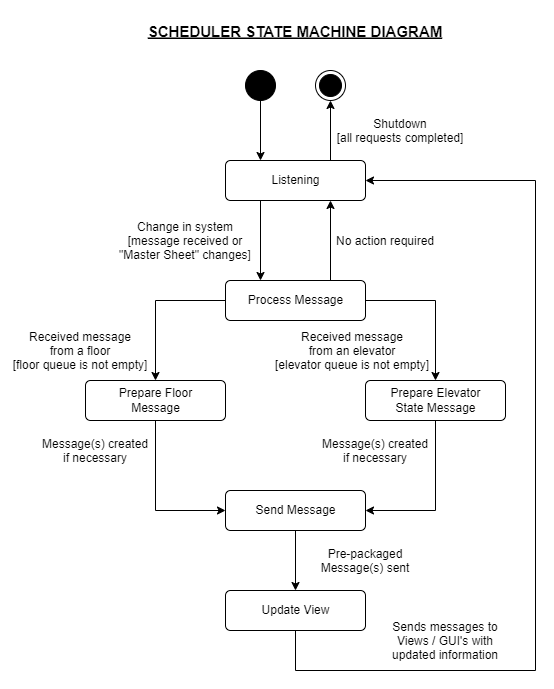 SCHEDULER STATE MACHINE DIAGRAM
Shutdown
[all requests completed]
Listening
Change in system
[message received or
"Master Sheet" changes]
No action required
Process Message
Received message
from a floor
[floor queue is not empty]
Received message
from an elevator
[elevator queue is not empty]
Prepare Floor
Message
Prepare Elevator
State Message
Message(s) created
if necessary
Message(s) created
if necessary
Send Message
Pre-packaged
Message(s) sent
Update View
Sends messages to
Views / GUI's with
updated information